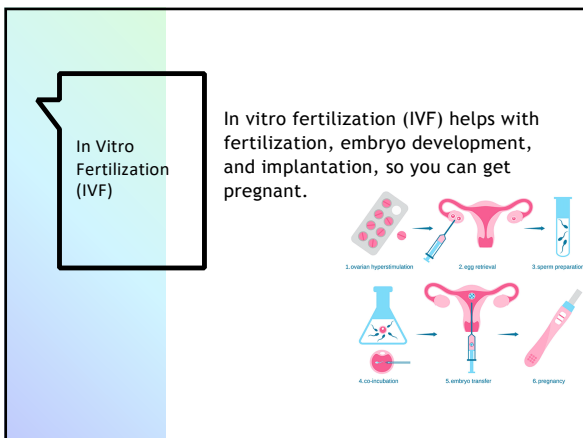 In Vitro
Fertilization
(IVF)
In vitro fertilization (IVF) helps with
fertilization, embryo development,
and implantation, so you can get
pregnant.
1.ovarian hyperstimulation
2.egg retrieval
3.sperm preparation
4.co-incubation
5.embryo transfer
6.pregnancy